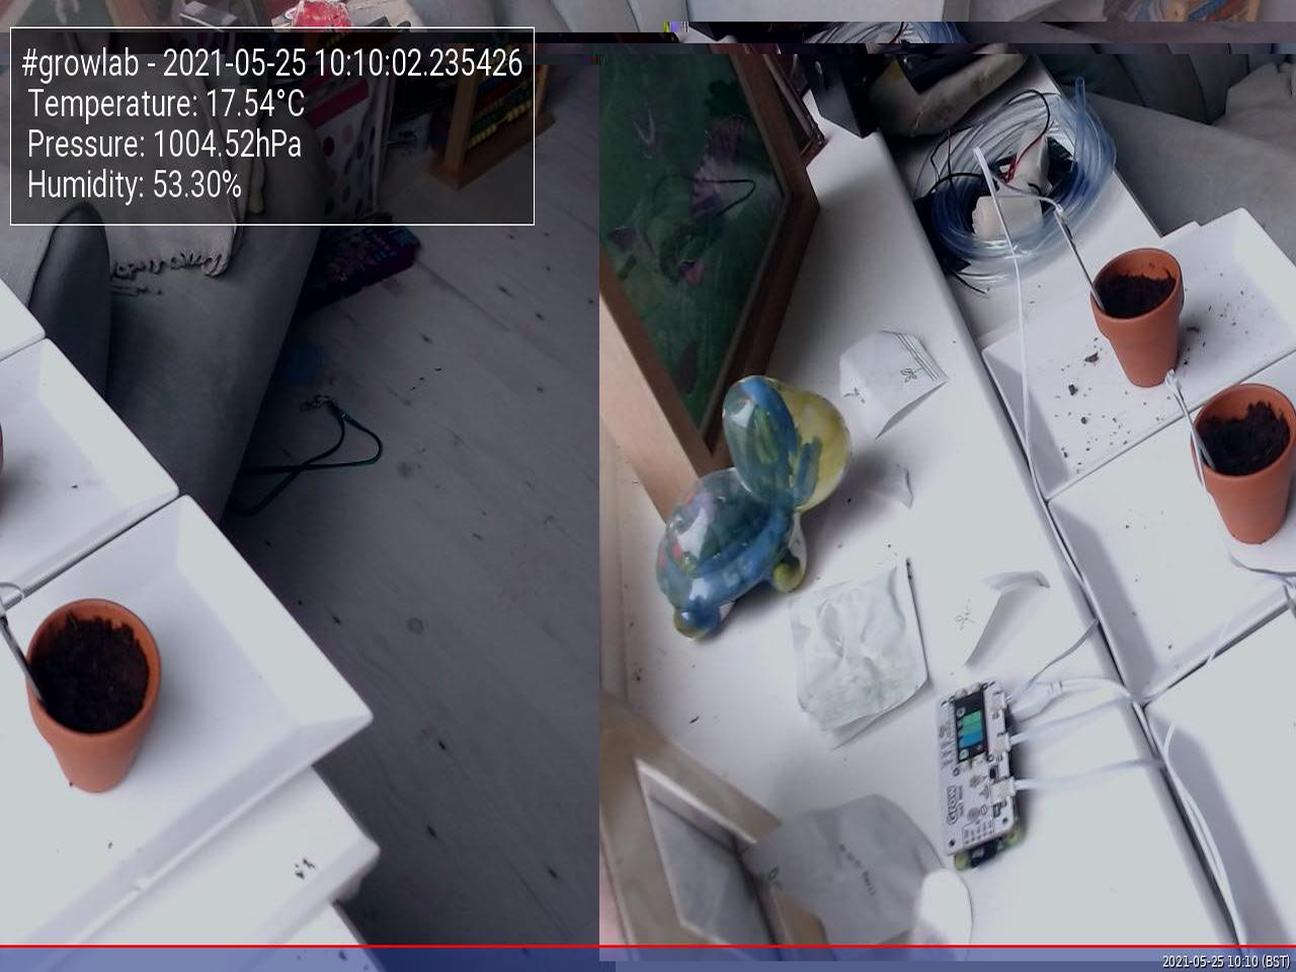 #growlab - 2021-05-25 10:10:02.235426
Temperature: 17.54°C
Pressure: 1004.52hPa
Humidity: 53.30%
2021-05-25 10:10 (BST)